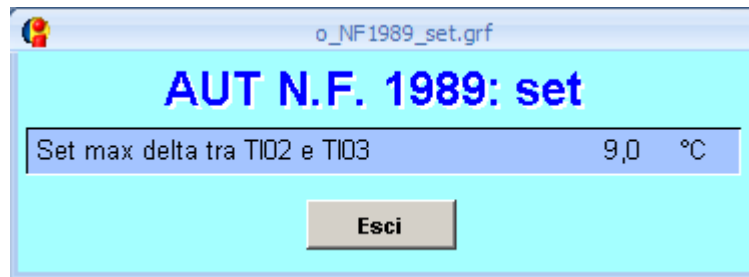 o_NF1989_set.grf
AUT N.F. 1989: set
Set max delta tra TI02 e TI03 9,0 °C
Esci